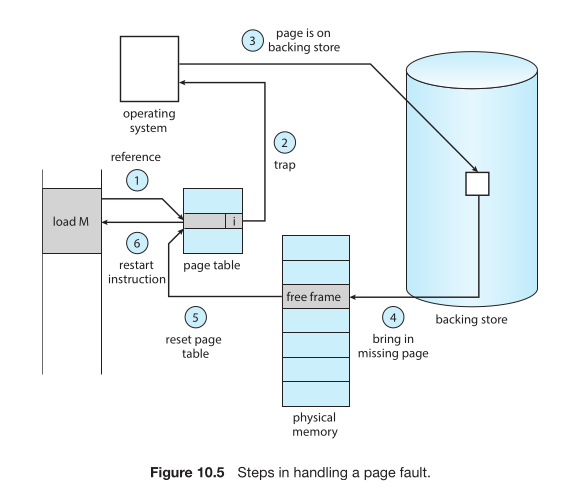 3
page is on
backing store
operating
system
reference
2
trap
1
load M
i
6
restart
instruction
page table
free frame
5
reset page
table
4
bring in
missing page
backing store
physical
memory
Figure 10.5 Steps in handling a page fault.